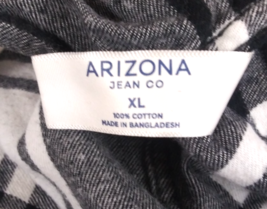 ARIZONA
JEAN CO
XL
100% COTTON
MADE IN BANGLADESH